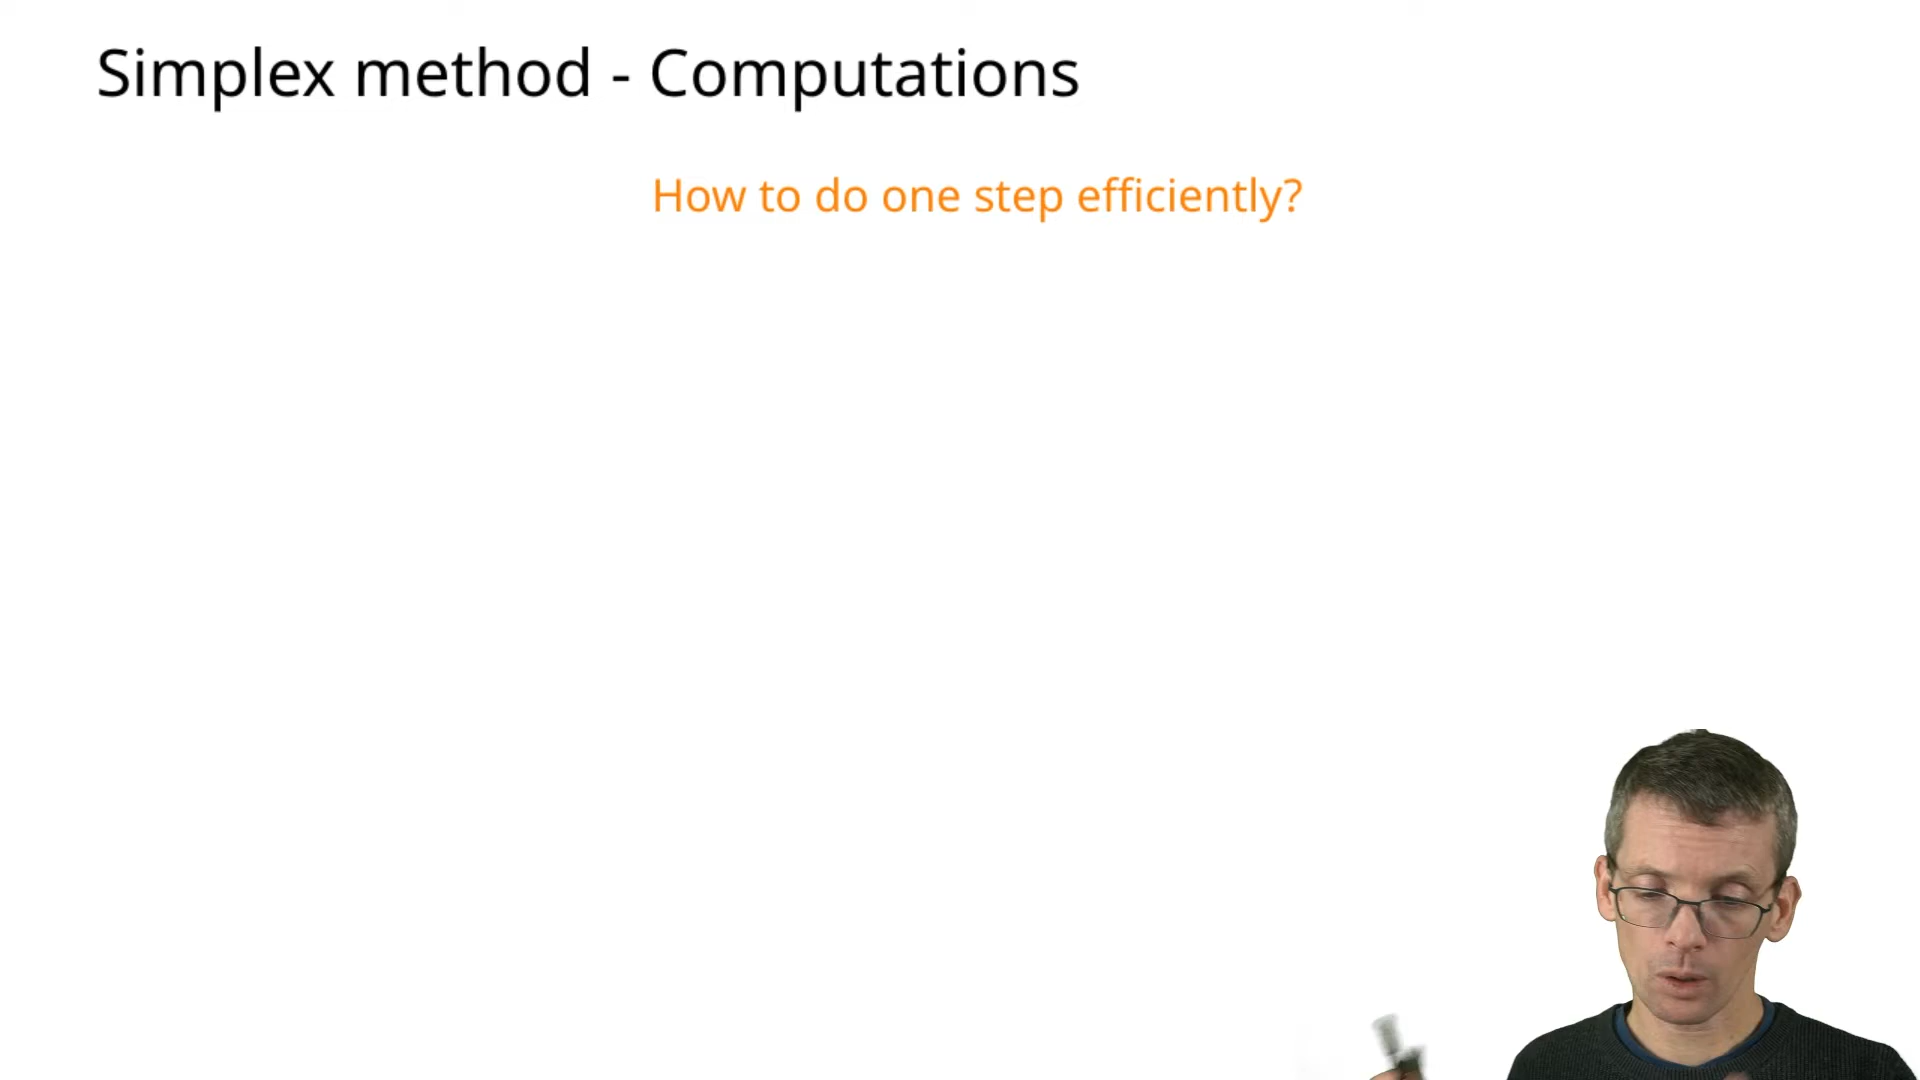 Simplex method - Computations
How to do one step efficiently?